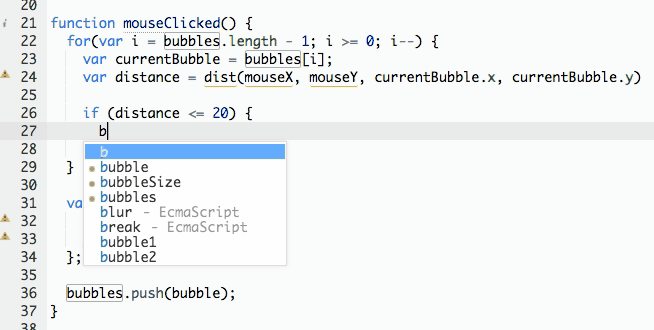 20
21 function mouseClicked() {
22 for(var i = bubbles.length - 1; i >= 0; i--) {
23 var currentBubble = bubbles[i];
24 var distance = dist(mouseX, mouseY, currentBubble.x, currentBubble.y)
25
26 if (distance <= 20) {
27 b
28 b
29 } bubble
30 bubbleSize
31 va bubbles
32 blur - EcmaScript
33 break - EcmaScript
bubble1
34 }; bubble2
35
36 bubbles.push(bubble);
37 }
38